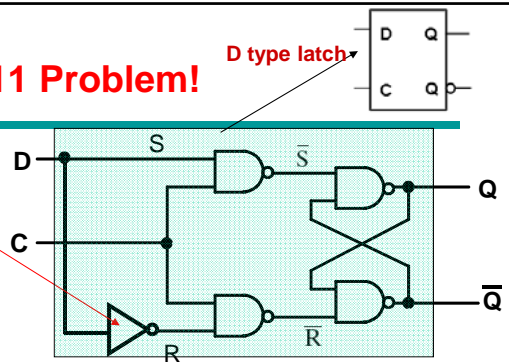 D Q
D type latch
11 Problem!
C Q
S
D
S̅
Q
C
Q̅
R̅
R